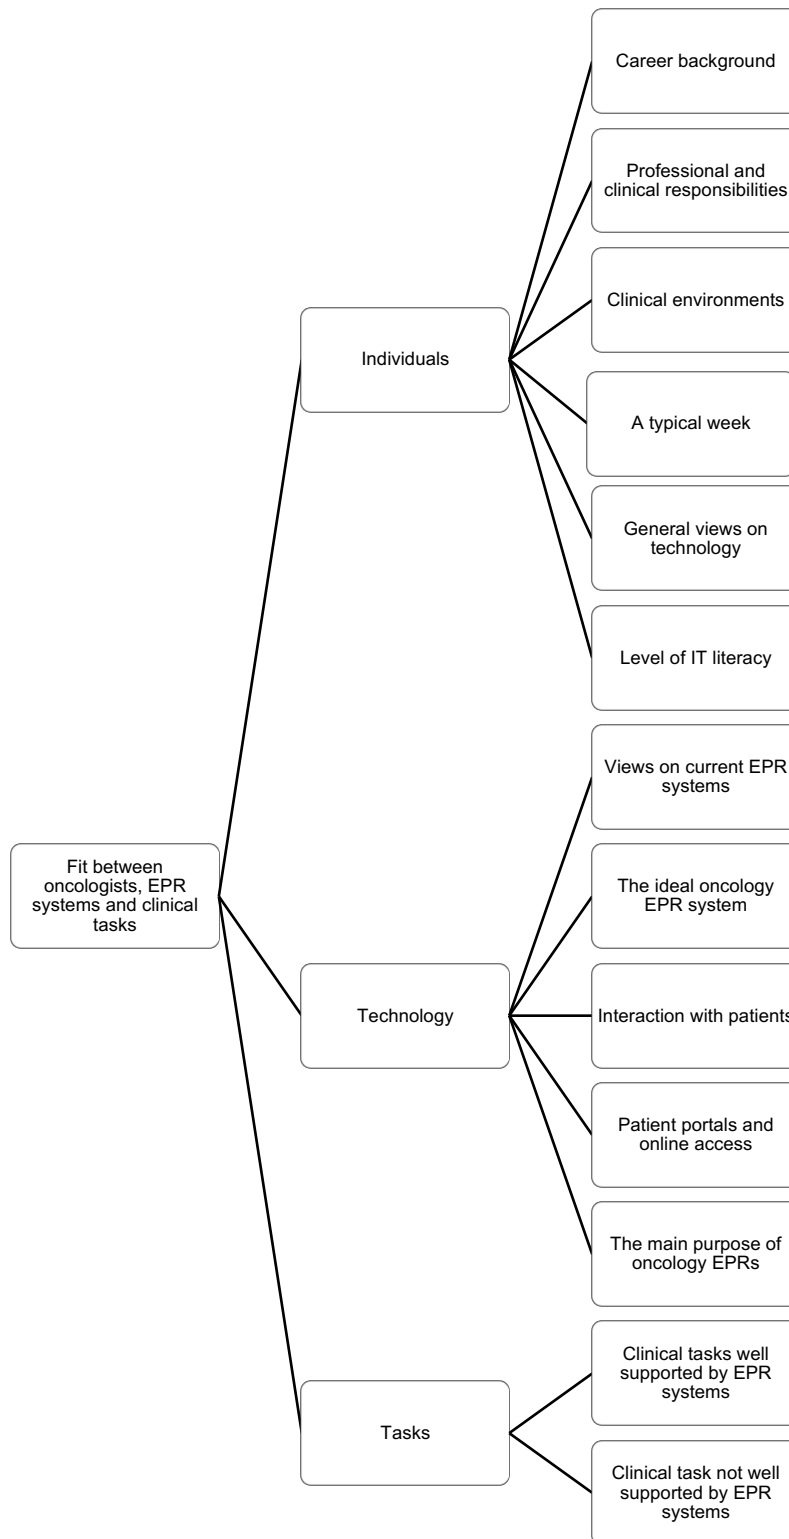 Career background
Professional and
clinical responsibilities
Clinical environments
Individuals
A typical week
General views on
technology
Level of IT literacy
Views on current EPR
systems
Fit between
oncologists, EPR
systems and clinical
tasks
The ideal oncology
EPR system
Technology
Interaction with patients
Patient portals and
online access
The main purpose of
oncology EPRs
Clinical tasks well
supported by EPR
systems
Tasks
Clinical task not well
supported by EPR
systems